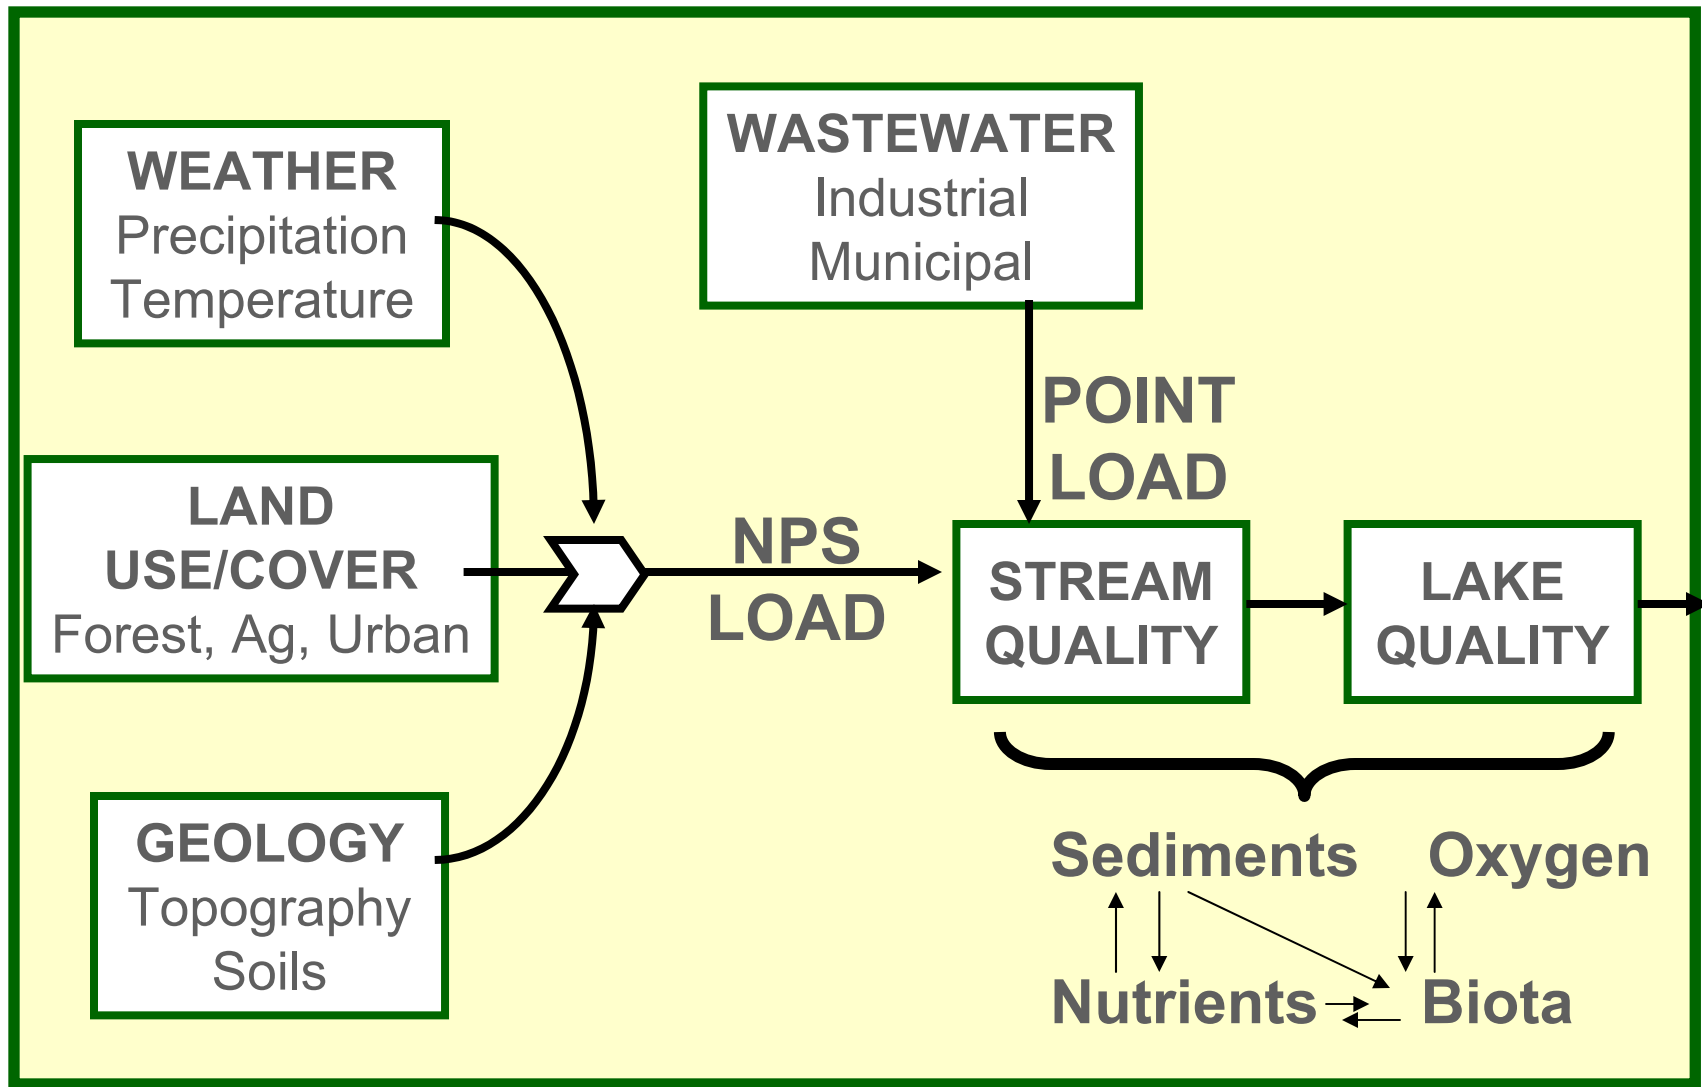 WEATHER
Precipitation
Temperature
WASTEWATER
Industrial
Municipal
POINT
LOAD
LAND
USE/COVER
Forest, Ag, Urban
NPS
LOAD
STREAM
QUALITY
LAKE
QUALITY
GEOLOGY
Topography
Soils
Sediments Oxygen
Nutrients Biota